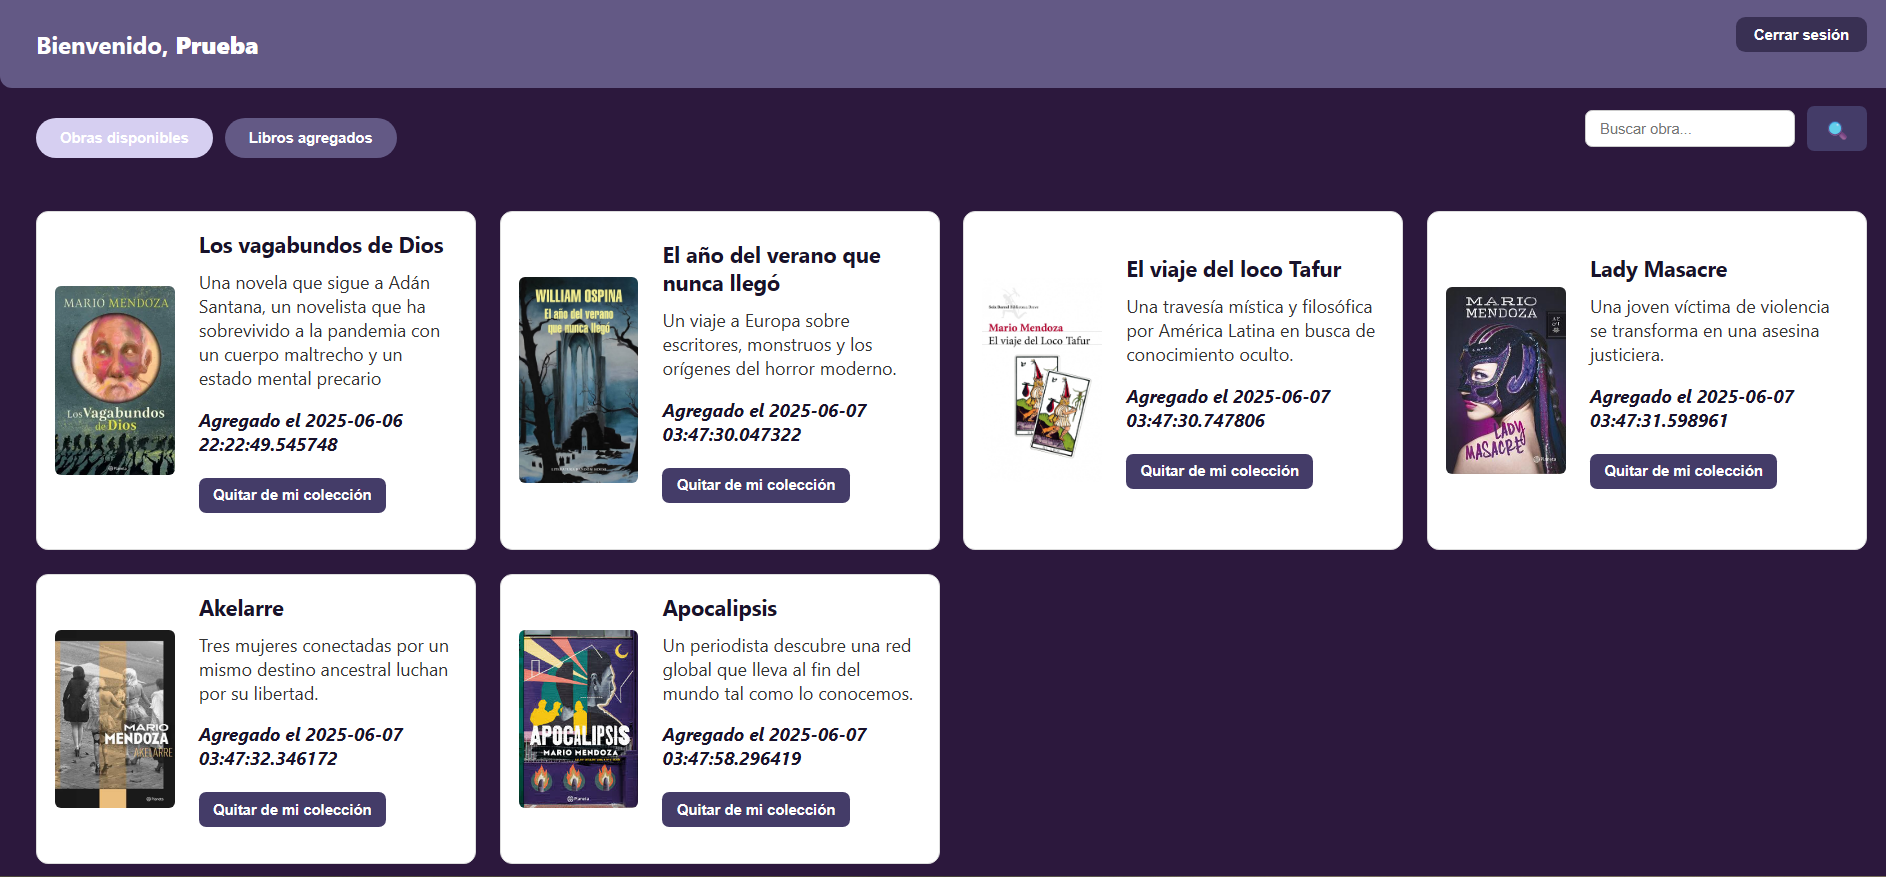 Bienvenido, Prueba
Cerrar sesión
Obras disponibles
Libros agregados
Buscar obra...
MARIO MENDOZA
Los Vagabundos
de Dios
Planeta
Los vagabundos de Dios
Una novela que sigue a Adán
Santana, un novelista que ha
sobrevivido a la pandemia con
un cuerpo maltrecho y un
estado mental precario
Agregado el 2025-06-06
22:22:49.545748
Quitar de mi colección
WILLIAM OSPINA
El año del verano
que nunca llegó
El año del verano que
nunca llegó
Un viaje a Europa sobre
escritores, monstruos y los
orígenes del horror moderno.
Agregado el 2025-06-07
03:47:30.047322
Quitar de mi colección
Seix Barral Biblioteca Breve
Mario Mendoza
El viaje del Loco Tafur
El viaje del loco Tafur
Una travesía mística y filosófica
por América Latina en busca de
conocimiento oculto.
Agregado el 2025-06-07
03:47:30.747806
Quitar de mi colección
MARIO
MENDOZA
LADY
MASACRE
Planeta
Lady Masacre
Una joven víctima de violencia
se transforma en una asesina
justiciera.
Agregado el 2025-06-07
03:47:31.598961
Quitar de mi colección
MARIO
MENDOZA
AKELARRE
Planeta
Akelarre
Tres mujeres conectadas por un
mismo destino ancestral luchan
por su libertad.
Agregado el 2025-06-07
03:47:32.346172
Quitar de mi colección
APOCALIPSIS
MARIO MENDOZA
Planeta
Apocalipsis
Un periodista descubre una red
global que lleva al fin del
mundo tal como lo conocemos.
Agregado el 2025-06-07
03:47:58.296419
Quitar de mi colección